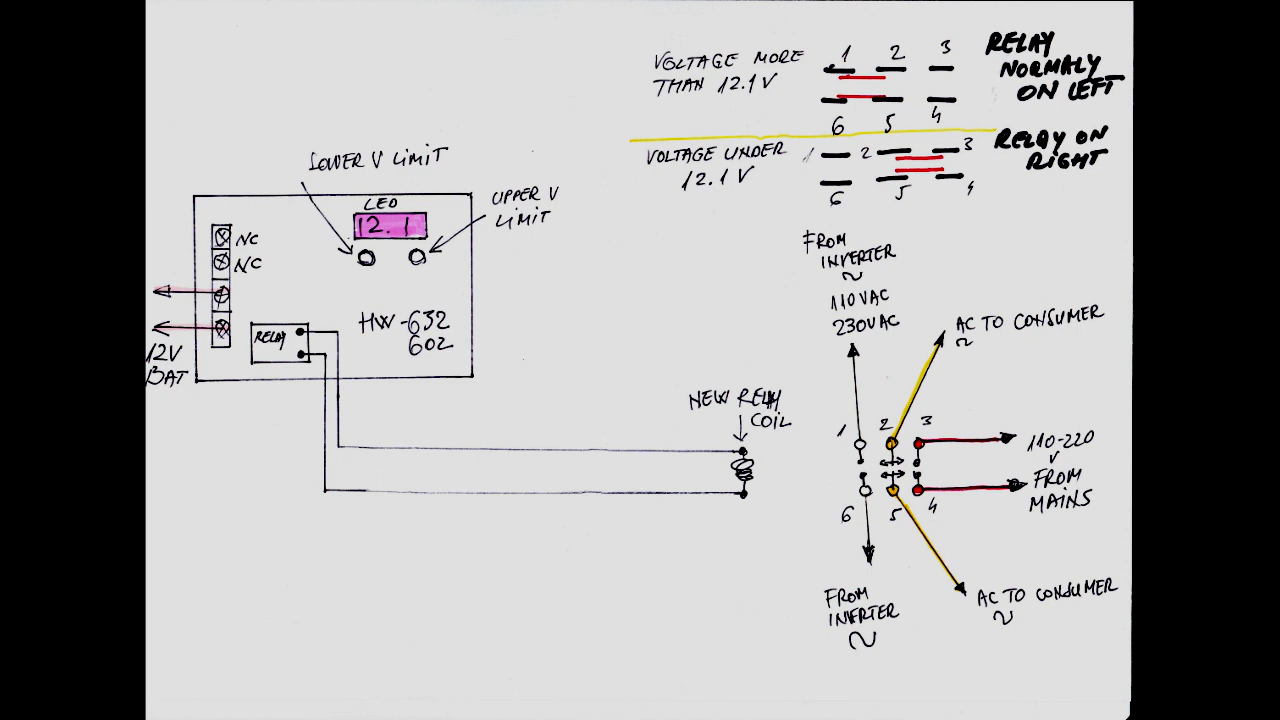 VOLTAGE MORE
THAN 12.1 V
1 2 3
6 5 4
RELAY
NORMALY
ON LEFT
VOLTAGE UNDER
12.1 V
1 2 3
6 5 4
RELAY ON
RIGHT
LOWER V LIMIT
UPPER V
LIMIT
LED
12.1
NC
NC
HW-632
602
RELAY
12V
BAT
NEW RELAY
COIL
FROM
INVERTER
~
110VAC
230VAC
AC TO CONSUMER
~
1 2 3
6 5 4
110-220
V
FROM
MAINS
FROM
INVERTER
~
AC TO CONSUMER
~